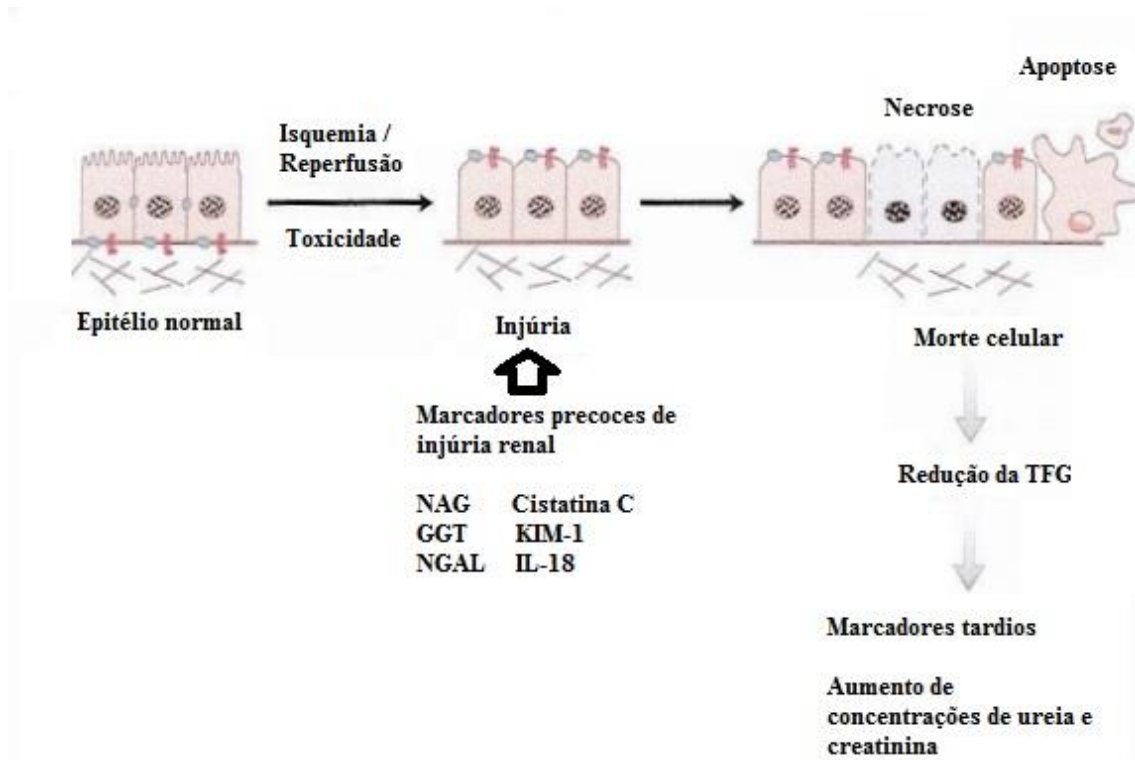 Apoptose
Necrose
Isquemia /
Reperfusão
Toxicidade
Epitélio normal
Injúria
Morte celular
Marcadores precoces de
injúria renal
NAG Cistatina C
GGT KIM-1
NGAL IL-18
Redução da TFG
Marcadores tardios
Aumento de
concentrações de ureia e
creatinina